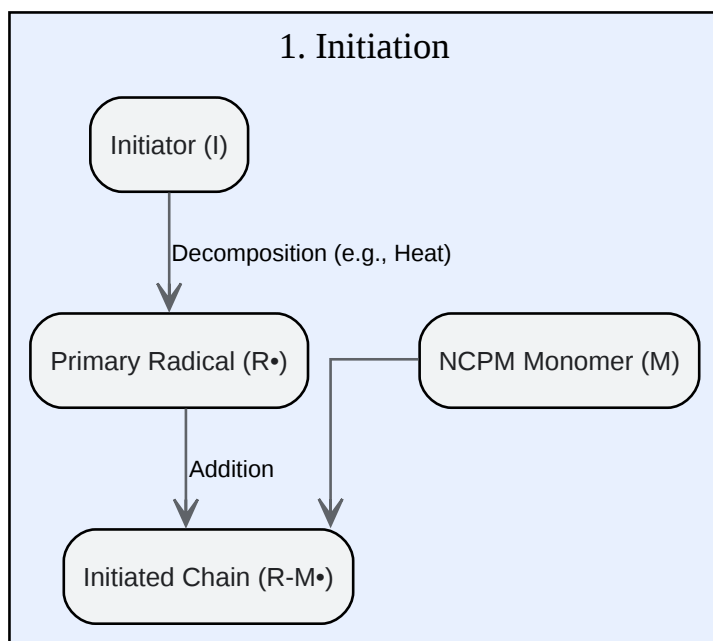 1. Initiation
Initiator (I)
Decomposition (e.g., Heat)
Primary Radical (R•)
NCPM Monomer (M)
Addition
Initiated Chain (R-M•)